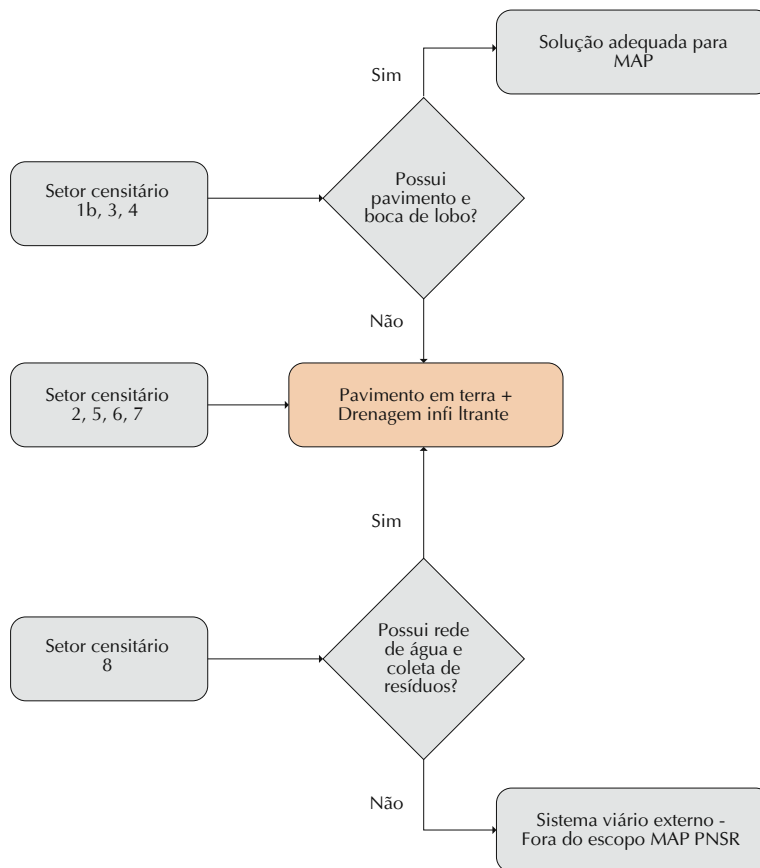 Solução adequada para
MAP
Sim
Setor censitário
1b, 3, 4
Possui
pavimento e
boca de lobo?
Não
Setor censitário
2, 5, 6, 7
Pavimento em terra +
Drenagem infi ltrante
Sim
Setor censitário
8
Possui rede
de água e
coleta de
resíduos?
Não
Sistema viário externo -
Fora do escopo MAP PNSR